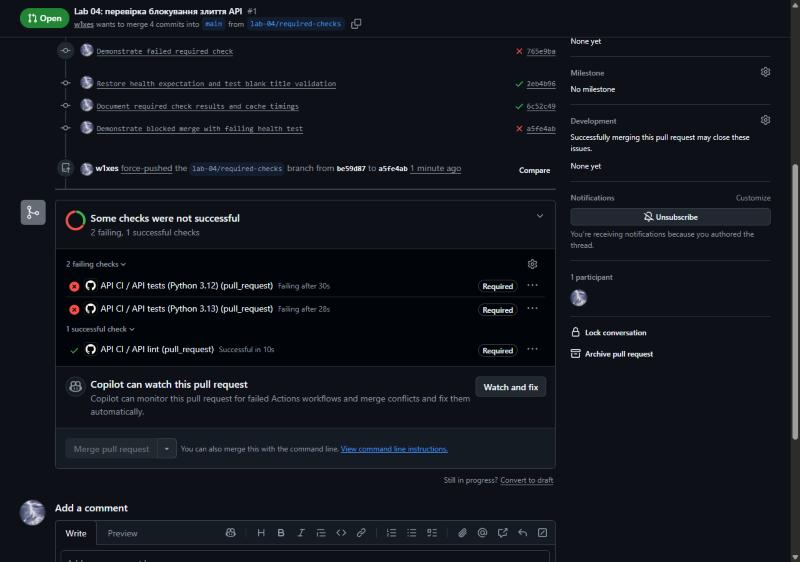 Open
Lab 04: перевірка блокування злиття API #1
w1xes wants to merge 4 commits into main from lab-04/required-checks
Demonstrate failed required check 765e9ba
Restore health expectation and test blank title validation 2eb4b96
Document required check results and cache timings 6c52c49
Demonstrate blocked merge with failing health test a5fe4ab
w1xes force-pushed the lab-04/required-checks branch from be59d87 to a5fe4ab 1 minute ago Compare
Some checks were not successful
2 failing, 1 successful checks
2 failing checks
API CI / API tests (Python 3.12) (pull_request) Failing after 30s Required
API CI / API tests (Python 3.13) (pull_request) Failing after 28s Required
1 successful check
API CI / API lint (pull_request) Successful in 10s Required
Copilot can watch this pull request
Copilot can monitor this pull request for failed Actions workflows and merge conflicts and fix them
automatically.
Watch and fix
Merge pull request You can also merge this with the command line. View command line instructions.
Still in progress? Convert to draft
Add a comment
Write Preview
None yet
Milestone
No milestone
Development
Successfully merging this pull request may close these
issues.
None yet
Notifications Customize
Unsubscribe
You're receiving notifications because you authored the
thread.
1 participant
Lock conversation
Archive pull request